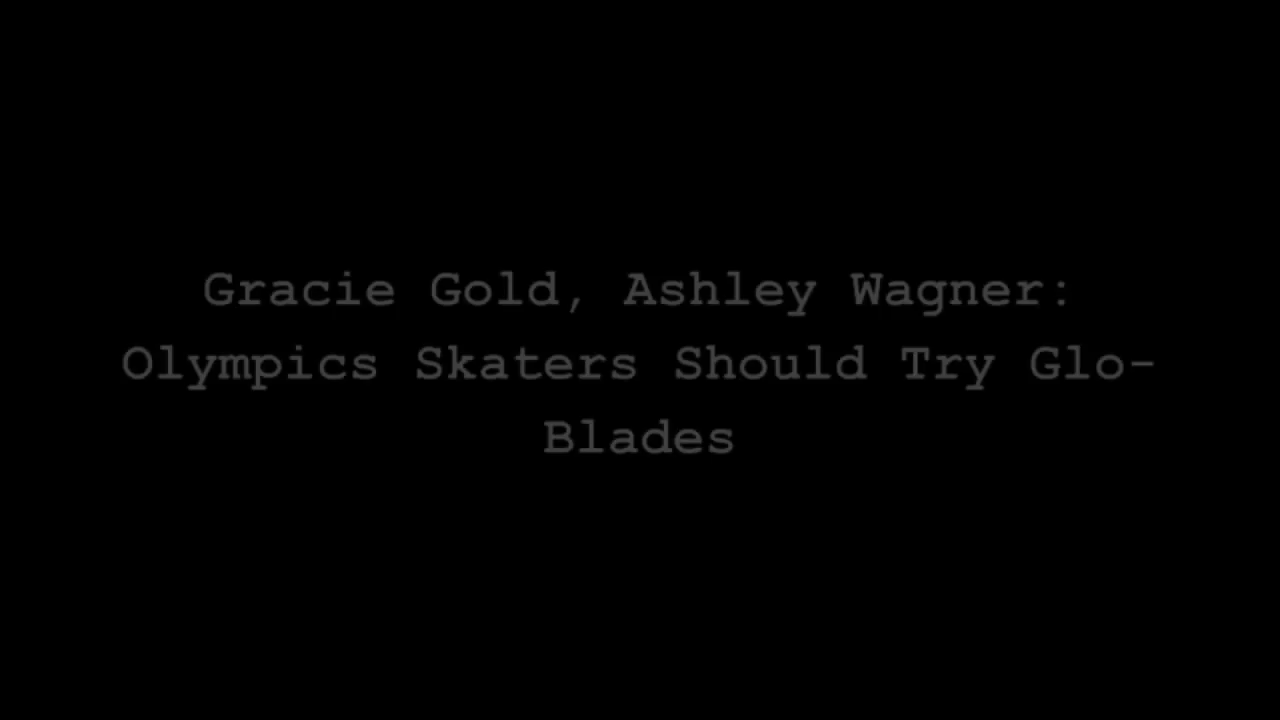 Gracie Gold, Ashley Wagner:
Olympics Skaters Should Try Glo-
Blades